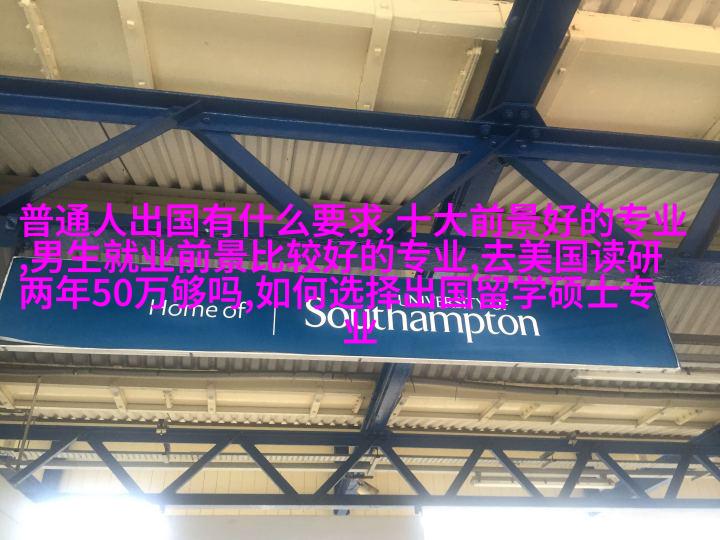 普通人出国有什么要求,十大前景好的专业
,男生就业前景比较好的专业,去美国读研
两年50万够吗,如何选择出国留学硕士专
业
Home of
UNIVERSITY OF
Southampton